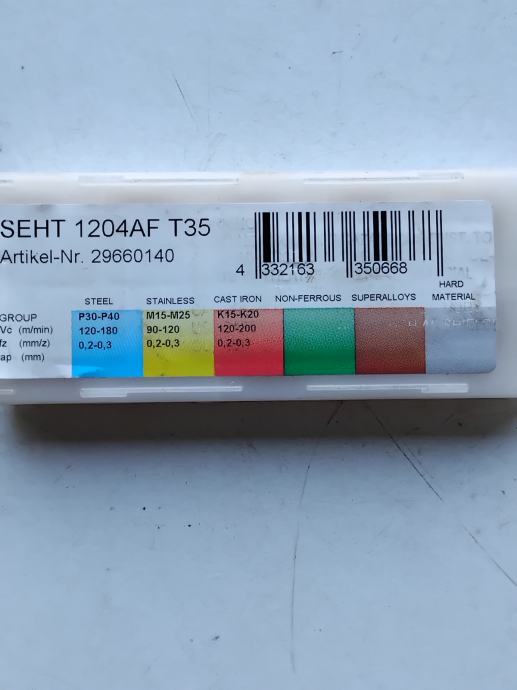 SEHT 1204AF T35
Artikel-Nr. 29660140
4 332163 350668
STEEL STAINLESS CAST IRON NON-FERROUS SUPERALLOYS HARD MATERIAL
GROUP P30-P40 M15-M25 K15-K20
Vc (m/min) 120-180 90-120 120-200
fz (mm/z) 0,2-0,3 0,2-0,3 0,2-0,3
ap (mm)